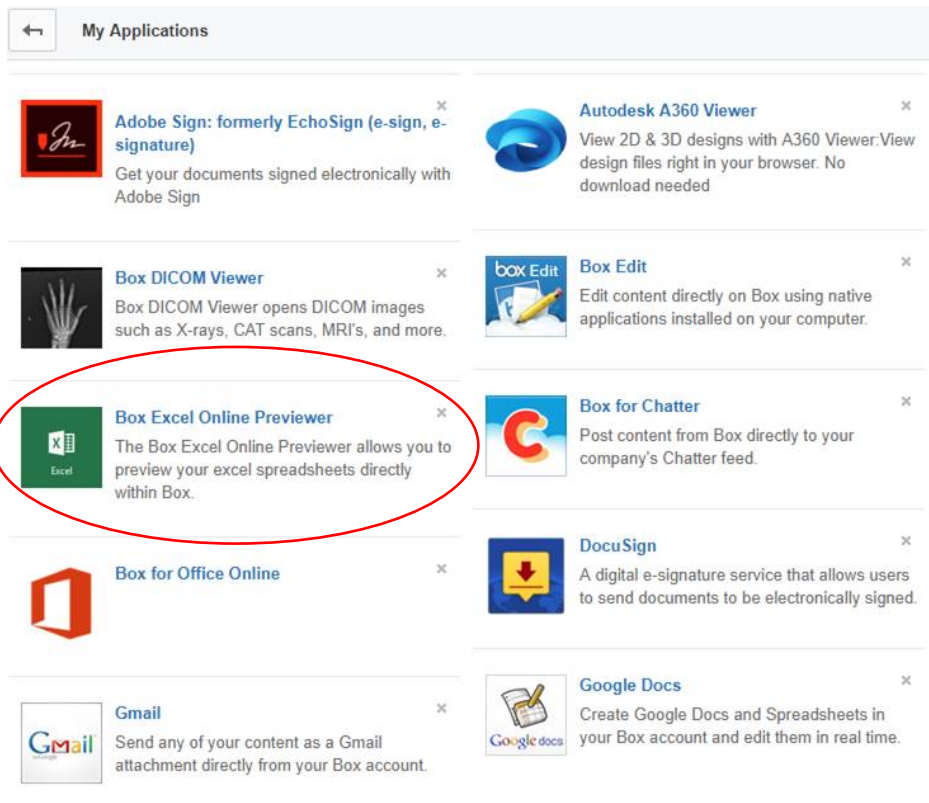 My Applications
Adobe Sign: formerly EchoSign (e-sign, e-
signature)
Get your documents signed electronically with
Adobe Sign
Box DICOM Viewer
Box DICOM Viewer opens DICOM images
such as X-rays, CAT scans, MRI's, and more.
Excel
Box Excel Online Previewer
The Box Excel Online Previewer allows you to
preview your excel spreadsheets directly
within Box.
Box for Office Online
GMail
Gmail
Send any of your content as a Gmail
attachment directly from your Box account.
Autodesk A360 Viewer
View 2D & 3D designs with A360 Viewer:View
design files right in your browser. No
download needed
box Edit
Box Edit
Edit content directly on Box using native
applications installed on your computer.
Box for Chatter
Post content from Box directly to your
company's Chatter feed.
DocuSign
A digital e-signature service that allows users
to send documents to be electronically signed.
Google docs
Google Docs
Create Google Docs and Spreadsheets in
your Box account and edit them in real time.